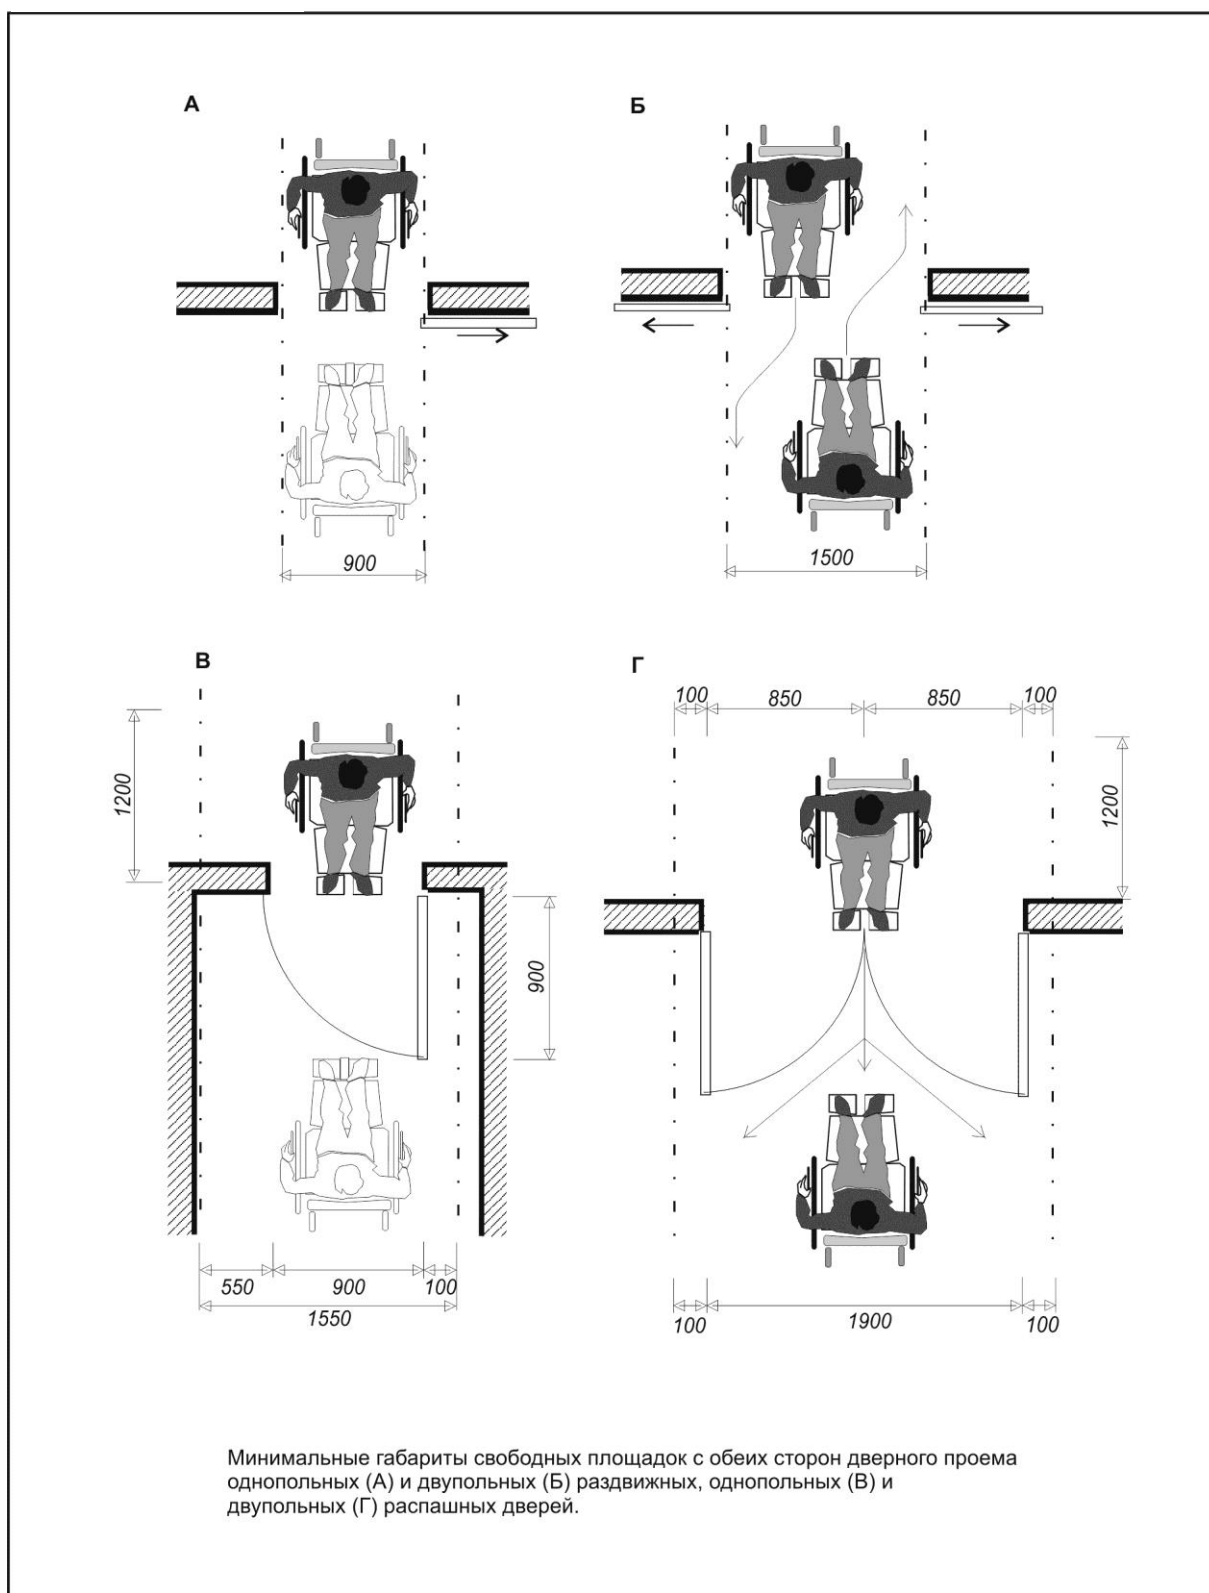 А
Б
900
1500
В
Г
100
850
850
100
1200
1200
900
550
900
100
1550
100
1900
100
Минимальные габариты свободных площадок с обеих сторон дверного проема
однопольных (А) и двупольных (Б) раздвижных, однопольных (В) и
двупольных (Г) распашных дверей.